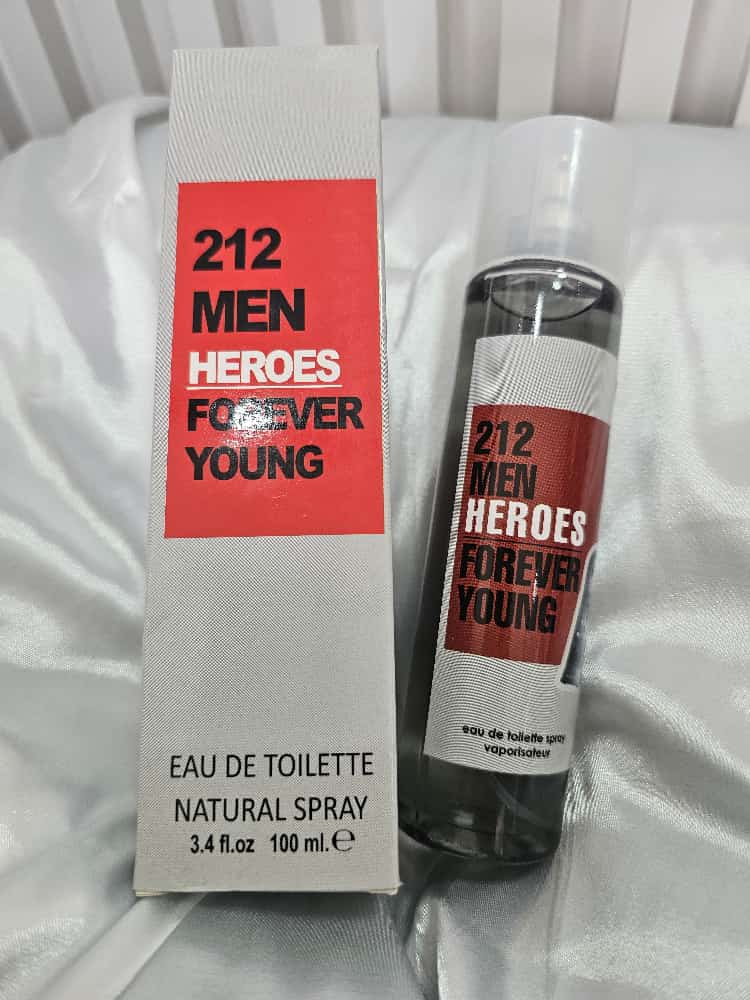 212
MEN
HEROES
FOREVER
YOUNG
EAU DE TOILETTE
NATURAL SPRAY
3.4 fl.oz 100 ml. ℮
212
MEN
HEROES
FOREVER
YOUNG
eau de toilette spray
vaporisateur